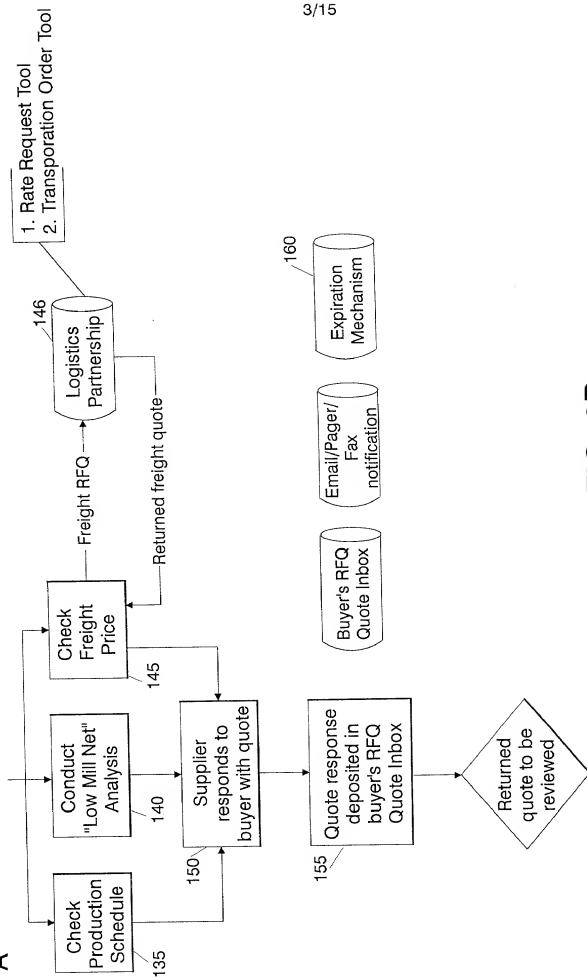 3/15
A
Check
Production
Schedule
135
Conduct
"Low Mill Net"
Analysis
140
Check
Freight
Price
145
Freight RFQ
Returned freight quote
Logistics
Partnership
146
1. Rate Request Tool
2. Transporation Order Tool
Supplier
responds to
buyer with quote
150
Quote response
deposited in
buyer's RFQ
Quote Inbox
155
Buyer's RFQ
Quote Inbox
Email/Pager/
Fax
notification
Expiration
Mechanism
160
Returned
quote to be
reviewed